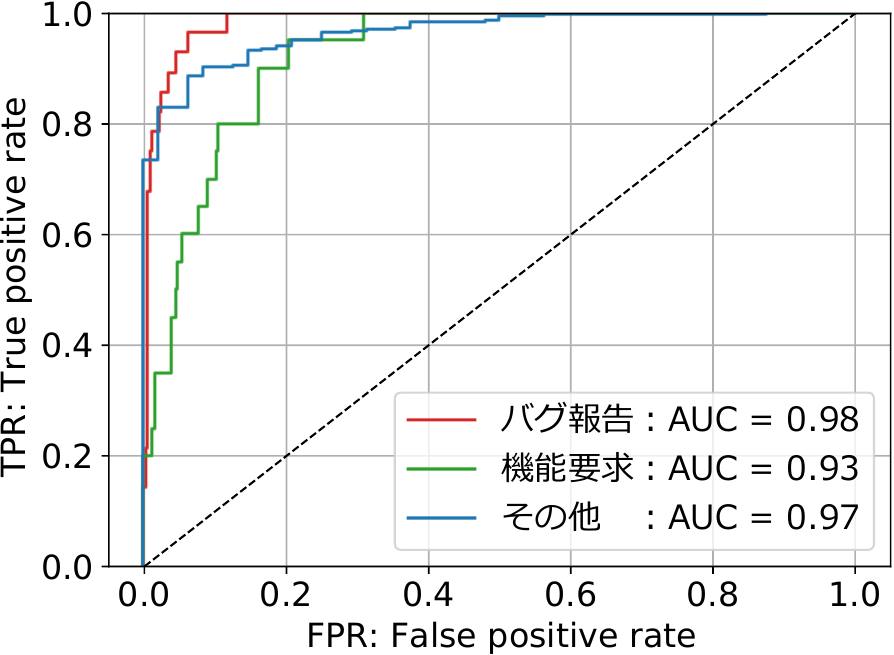 1.0
0.8
0.6
0.4
0.2
0.0
TPR: True positive rate
バグ報告 : AUC = 0.98
機能要求 : AUC = 0.93
その他 : AUC = 0.97
0.0 0.2 0.4 0.6 0.8 1.0
FPR: False positive rate